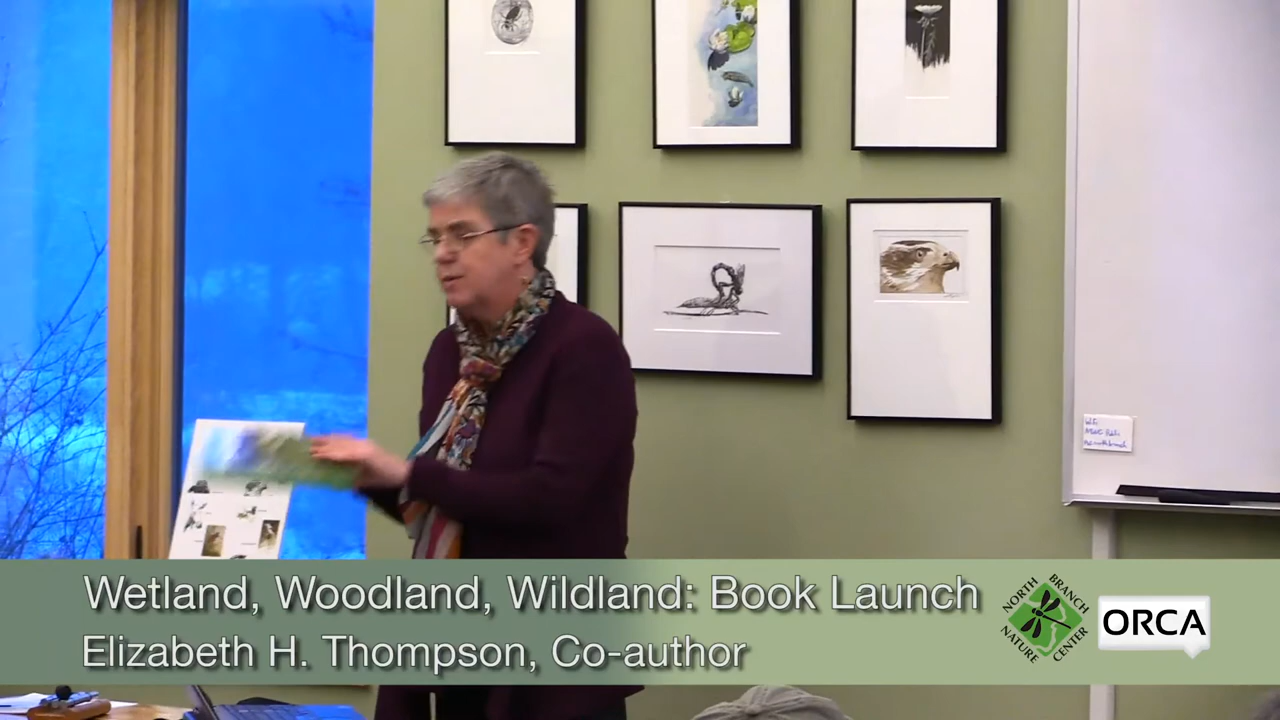 Wetland, Woodland, Wildland: Book Launch
Elizabeth H. Thompson, Co-author
NORTH BRANCH
NATURE CENTER
ORCA